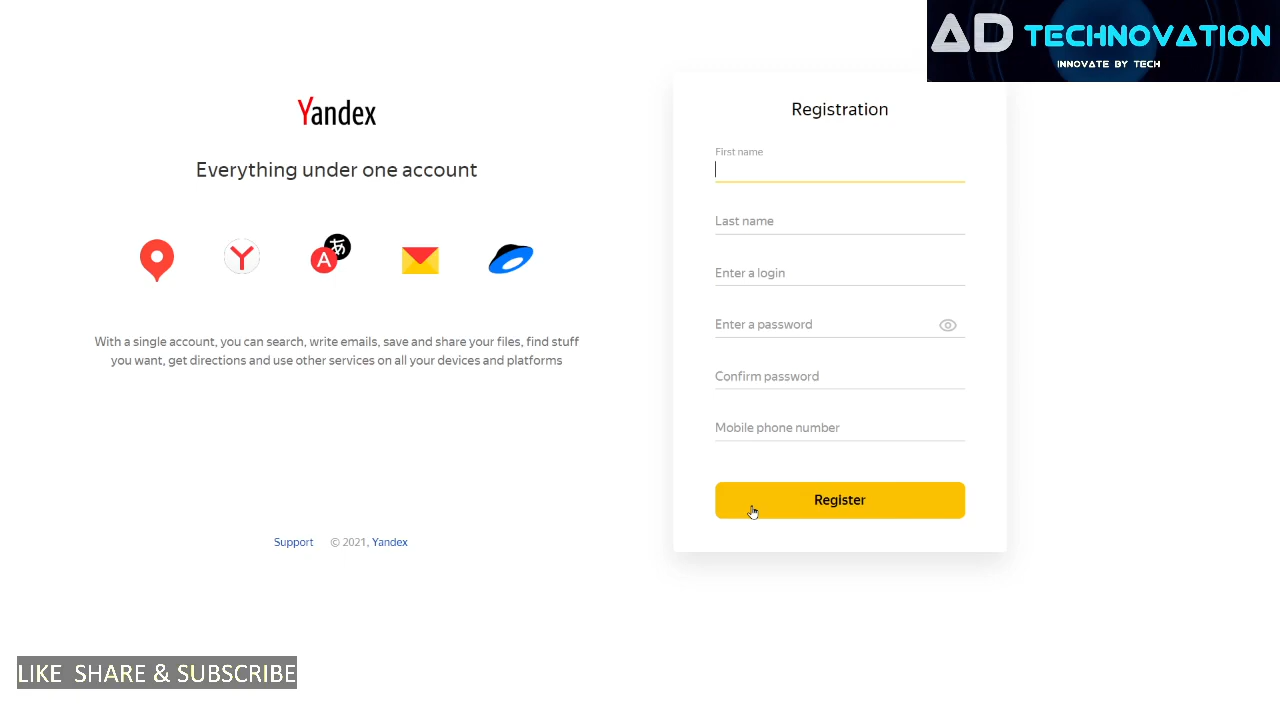 AD TECHNOVATION
INNOVATE BY TECH
Yandex
Everything under one account
A
あ
With a single account, you can search, write emails, save and share your files, find stuff
you want, get directions and use other services on all your devices and platforms
Support © 2021, Yandex
Registration
First name
Last name
Enter a login
Enter a password
Confirm password
Mobile phone number
Register
LIKE SHARE & SUBSCRIBE